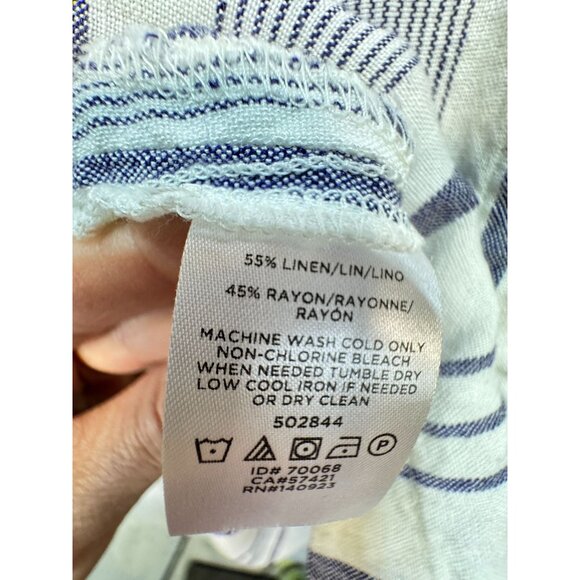 55% LINEN/LIN/LINO
45% RAYON/RAYONNE/
RAYÓN
MACHINE WASH COLD ONLY
NON-CHLORINE BLEACH
WHEN NEEDED TUMBLE DRY
LOW COOL IRON IF NEEDED
OR DRY CLEAN
502844
P
ID# 70068
CA#57421
RN#140923